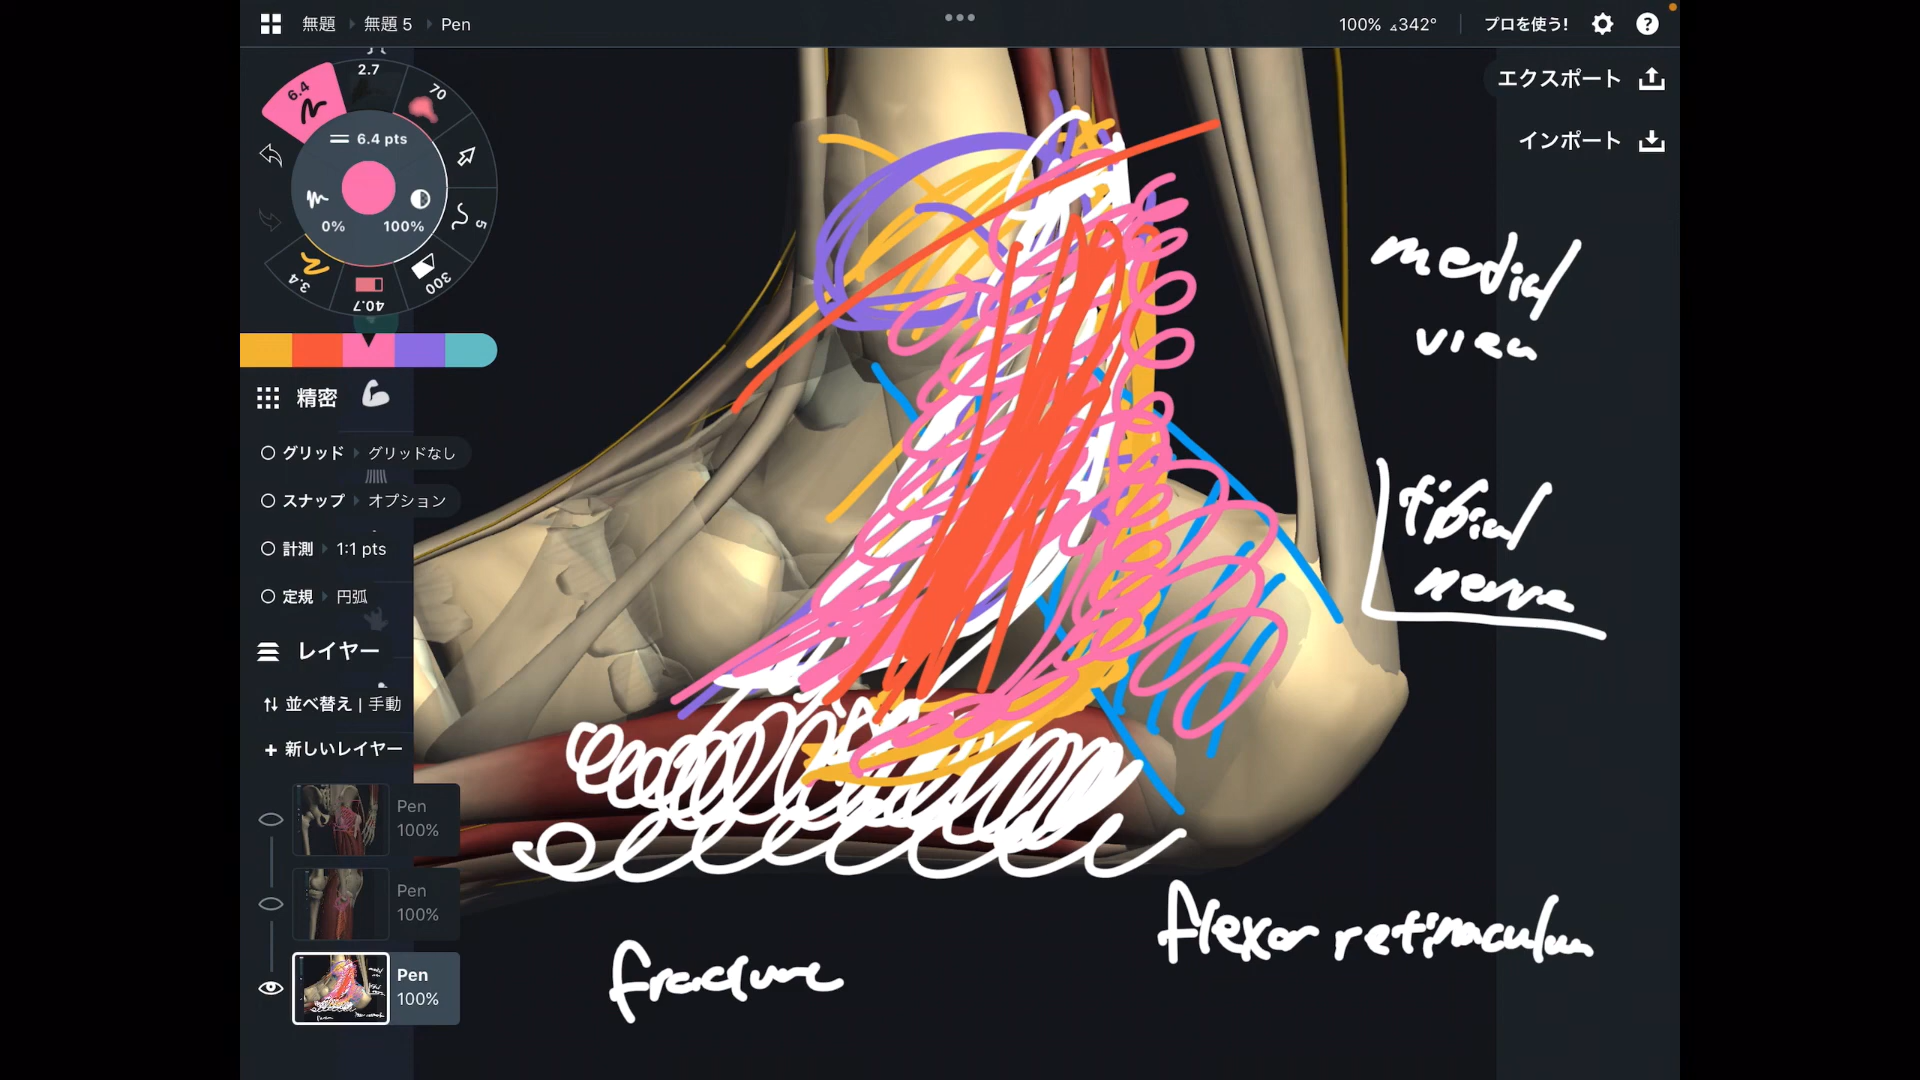 無題 無題 5 Pen
100% ⦟342° プロを使う!
エクスポート
インポート
2.7
6.4
70
6.4 pts
0% 100%
5
3.4
300
40.7
精密
グリッド グリッドなし
スナップ オプション
計測 1:1 pts
定規 円弧
レイヤー
並べ替え | 手動
+ 新しいレイヤー
Pen
100%
Pen
100%
Pen
100%
medial
view
tibial
nerve
flexor retinaculum
fracture